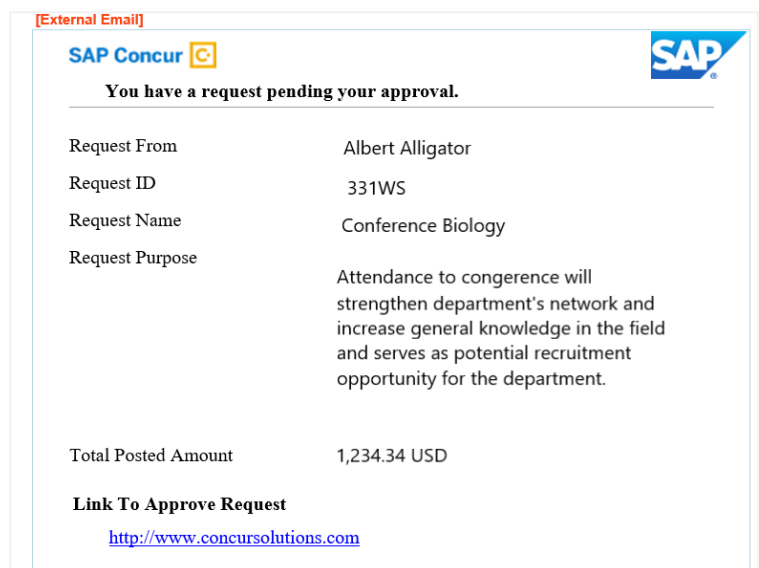 [External Email]
SAP Concur C SAP
You have a request pending your approval.
Request From Albert Alligator
Request ID 331WS
Request Name Conference Biology
Request Purpose
Attendance to congerence will
strengthen department's network and
increase general knowledge in the field
and serves as potential recruitment
opportunity for the department.
Total Posted Amount 1,234.34 USD
Link To Approve Request
http://www.concursolutions.com